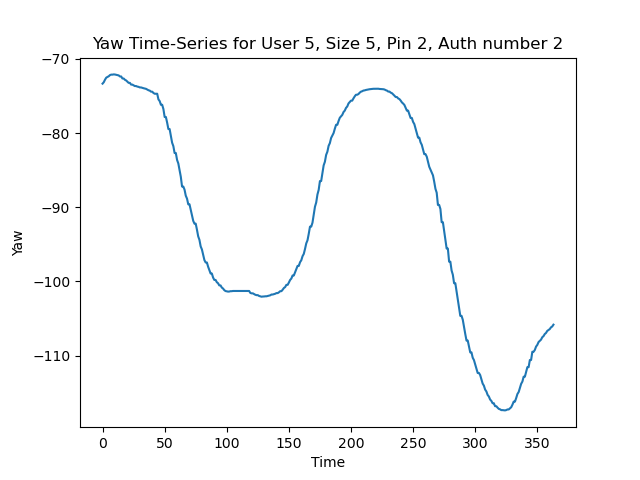 Yaw Time-Series for User 5, Size 5, Pin 2, Auth number 2
−70
−80
−90
−100
−110
Yaw
0 50 100 150 200 250 300 350
Time